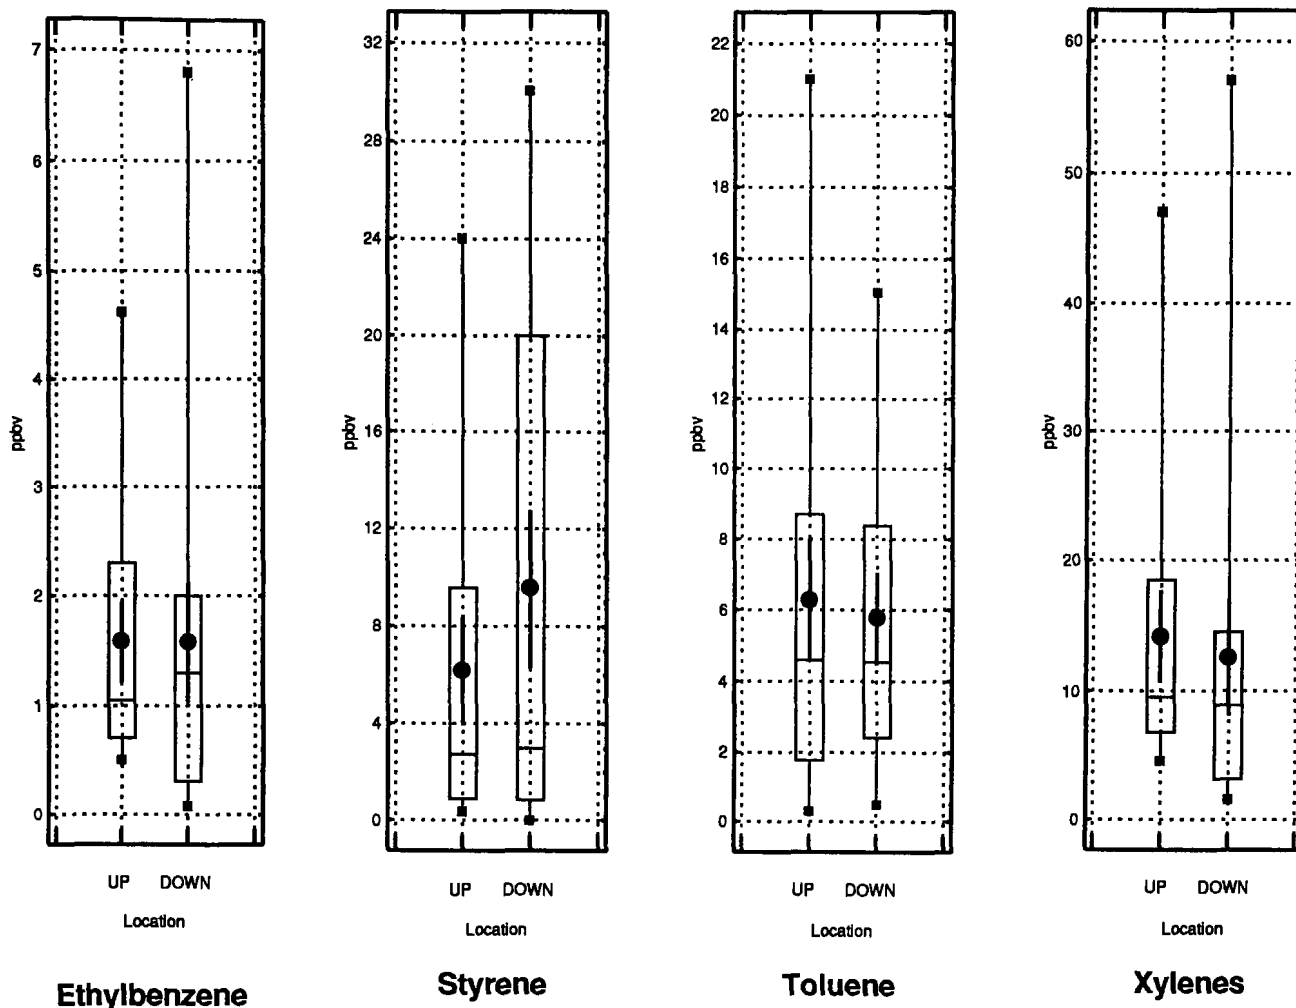 7
6
5
4
3
2
1
0
ppbv
UP DOWN
Location
Ethylbenzene
32
28
24
20
16
12
8
4
0
ppbv
UP DOWN
Location
Styrene
22
20
18
16
14
12
10
8
6
4
2
0
ppbv
UP DOWN
Location
Toluene
60
50
40
30
20
10
0
ppbv
UP DOWN
Location
Xylenes